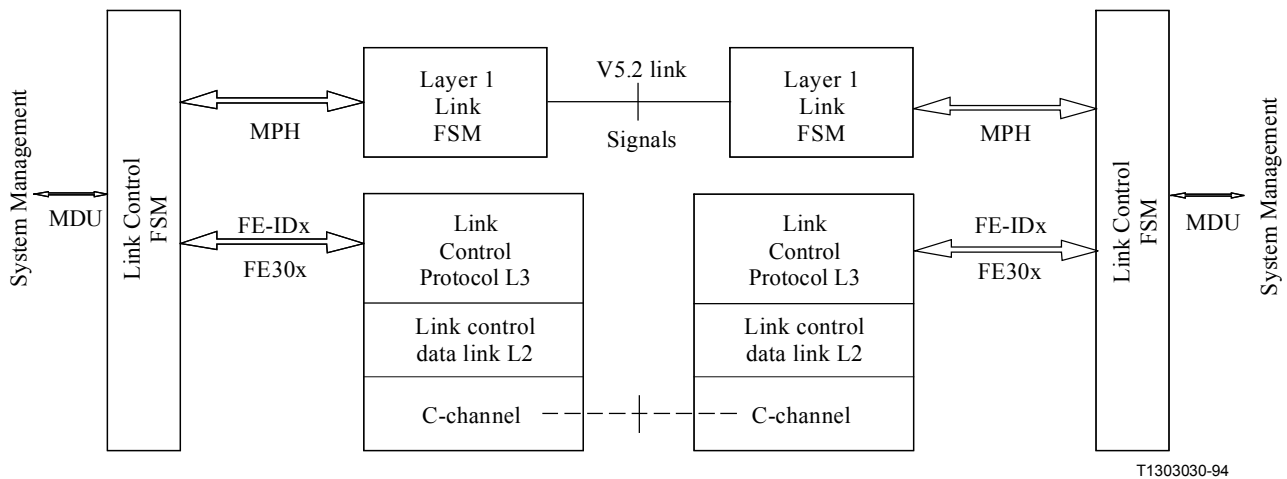 System Management
MDU
Link Control
FSM
MPH
Layer 1
Link
FSM
V5.2 link
Signals
Layer 1
Link
FSM
MPH
FE-IDx
FE30x
Link
Control
Protocol L3
Link control
data link L2
C-channel
Link
Control
Protocol L3
Link control
data link L2
C-channel
FE-IDx
FE30x
Link Control
FSM
MDU
System Management
T1303030-94